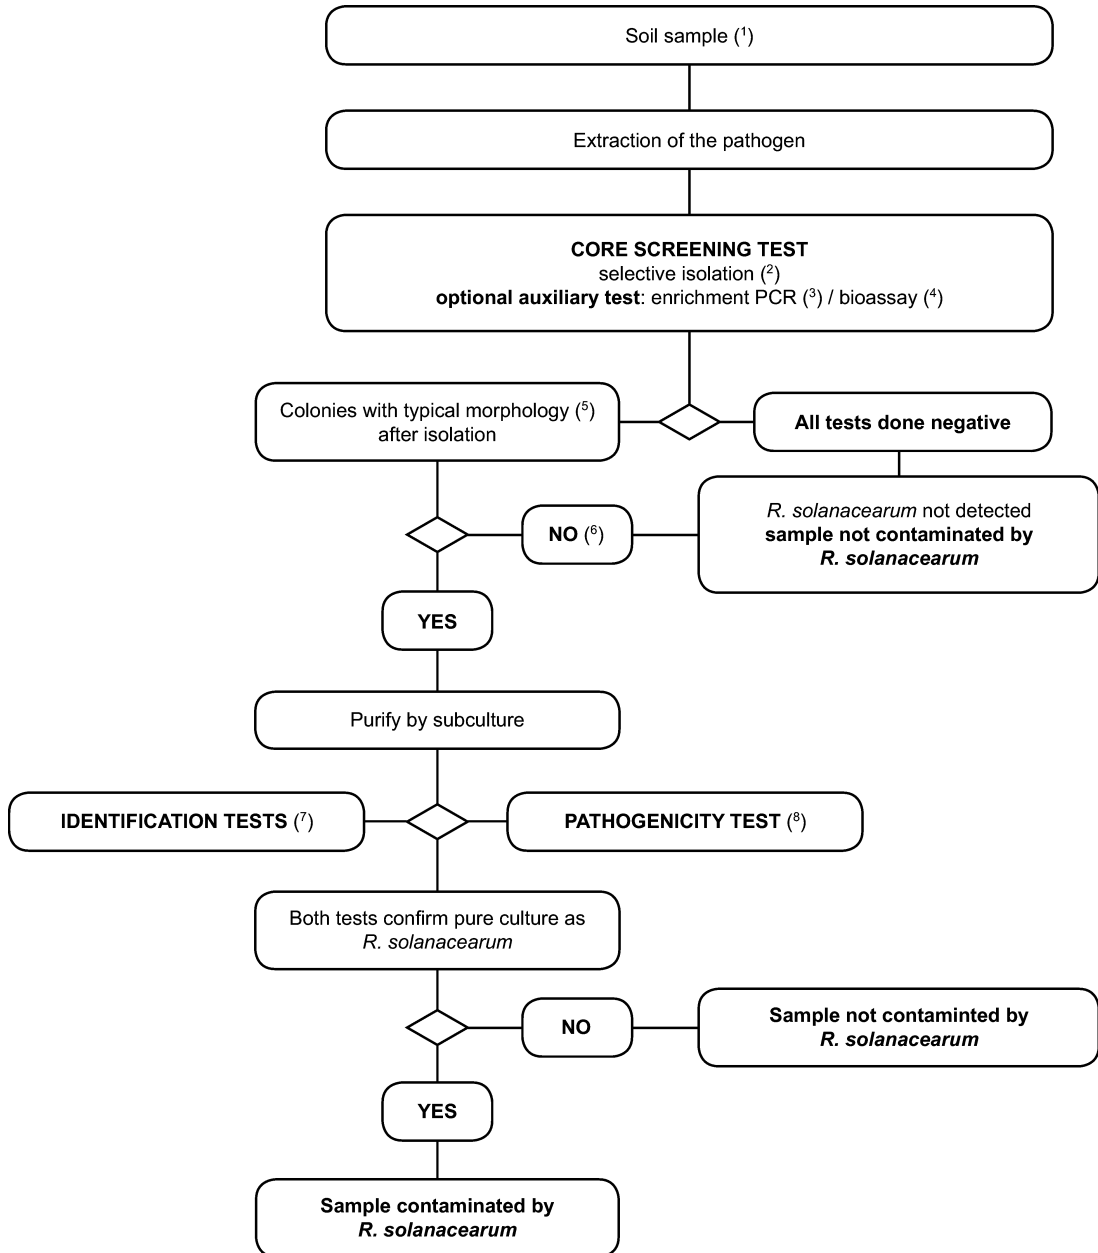 Soil sample (¹)
Extraction of the pathogen
CORE SCREENING TEST
selective isolation (²)
optional auxiliary test: enrichment PCR (³) / bioassay (⁴)
Colonies with typical morphology (⁵)
after isolation
All tests done negative
R. solanacearum not detected
sample not contaminated by
R. solanacearum
NO (⁶)
YES
Purify by subculture
IDENTIFICATION TESTS (⁷)
PATHOGENICITY TEST (⁸)
Both tests confirm pure culture as
R. solanacearum
NO
Sample not contaminted by
R. solanacearum
YES
Sample contaminated by
R. solanacearum